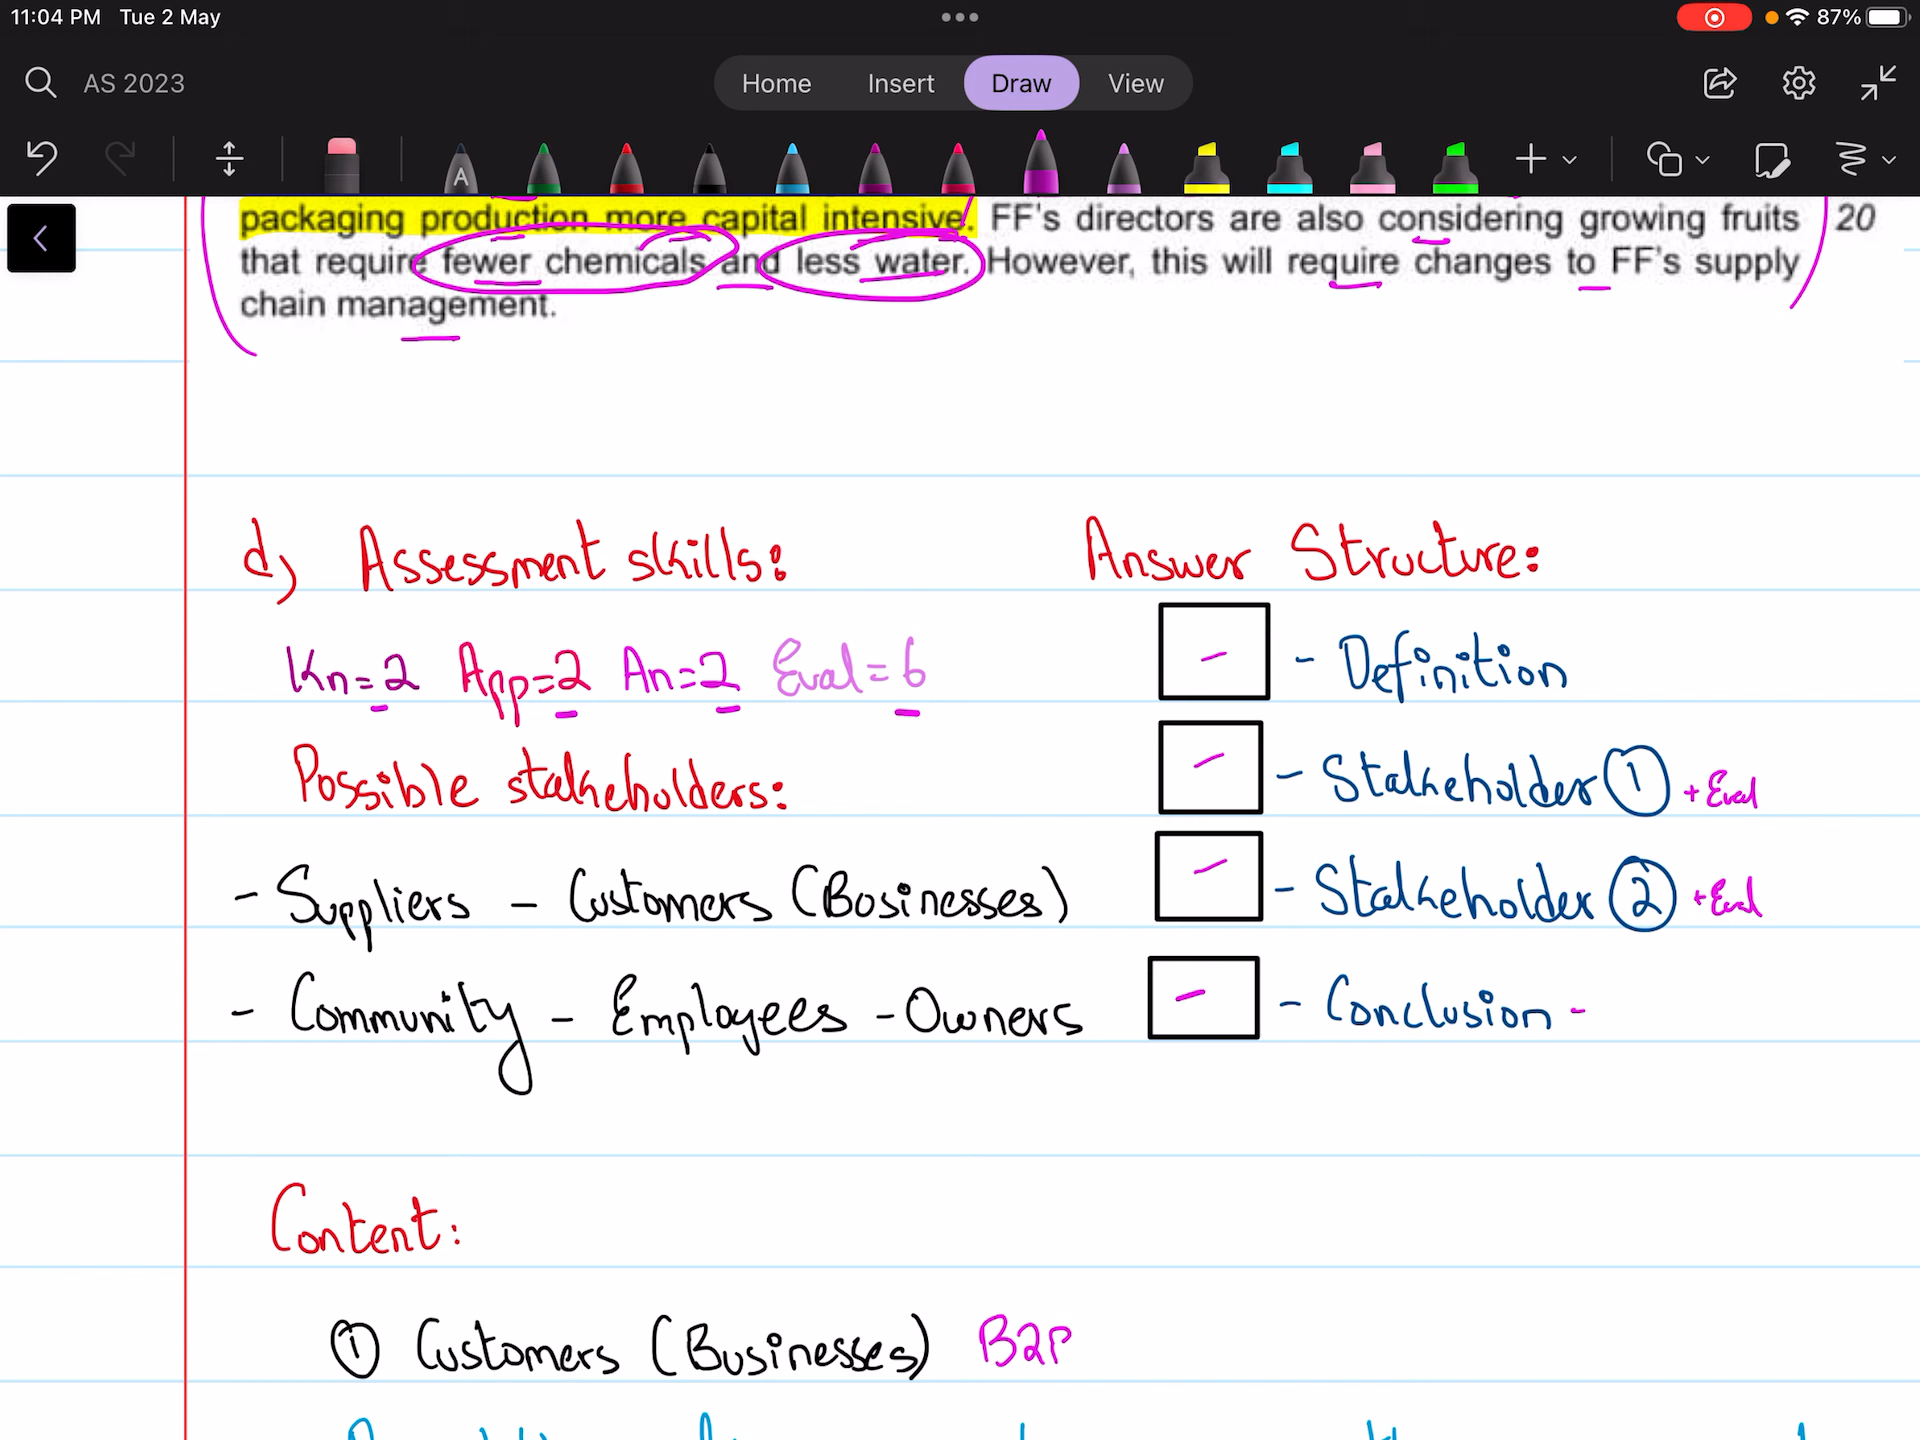 11:04 PM Tue 2 May 87%
AS 2023 Home Insert Draw View
A
packaging production more capital intensive. FF's directors are also considering growing fruits 20
that require fewer chemicals and less water. However, this will require changes to FF's supply
chain management.
d) Assessment skills: Answer Structure:
Kn=2 App=2 An=2 Eval=6 - Definition
Possible stakeholders: - Stakeholder 1 + Eval
- Suppliers - Customers (Businesses) - Stakeholder 2 + Eval
- Community - Employees - Owners - Conclusion -
Content:
1 Customers (Businesses) B2P